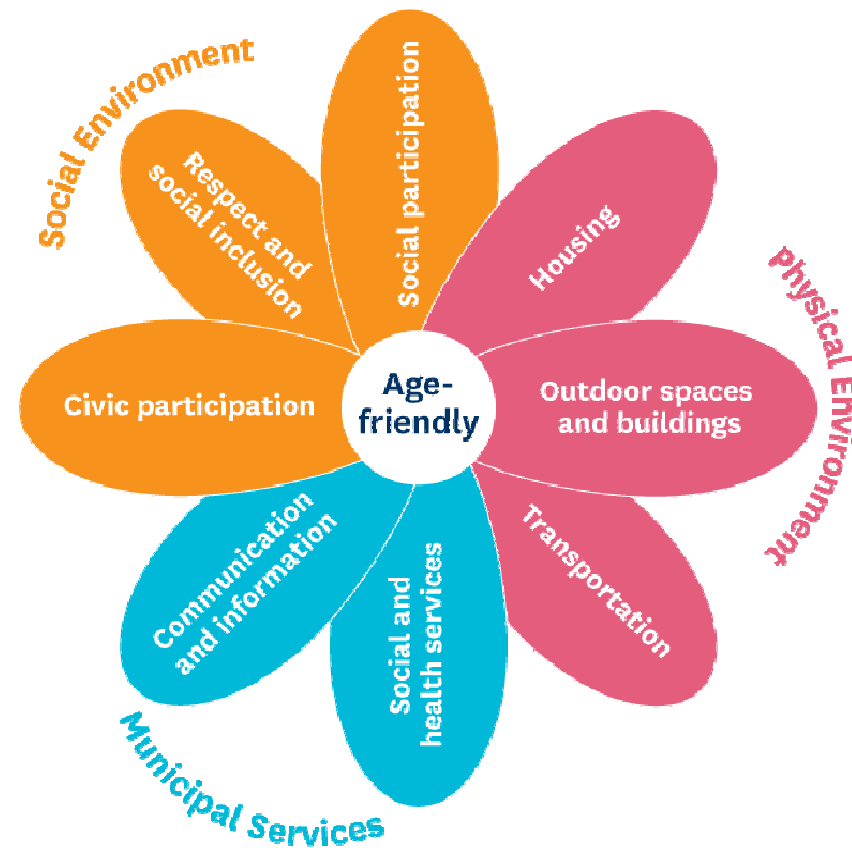 Social Environment
Social participation
Respect and
social inclusion
Housing
Physical Environment
Age-
friendly
Civic participation
Outdoor spaces
and buildings
Communication
and information
Social and
health services
Transportation
Municipal Services